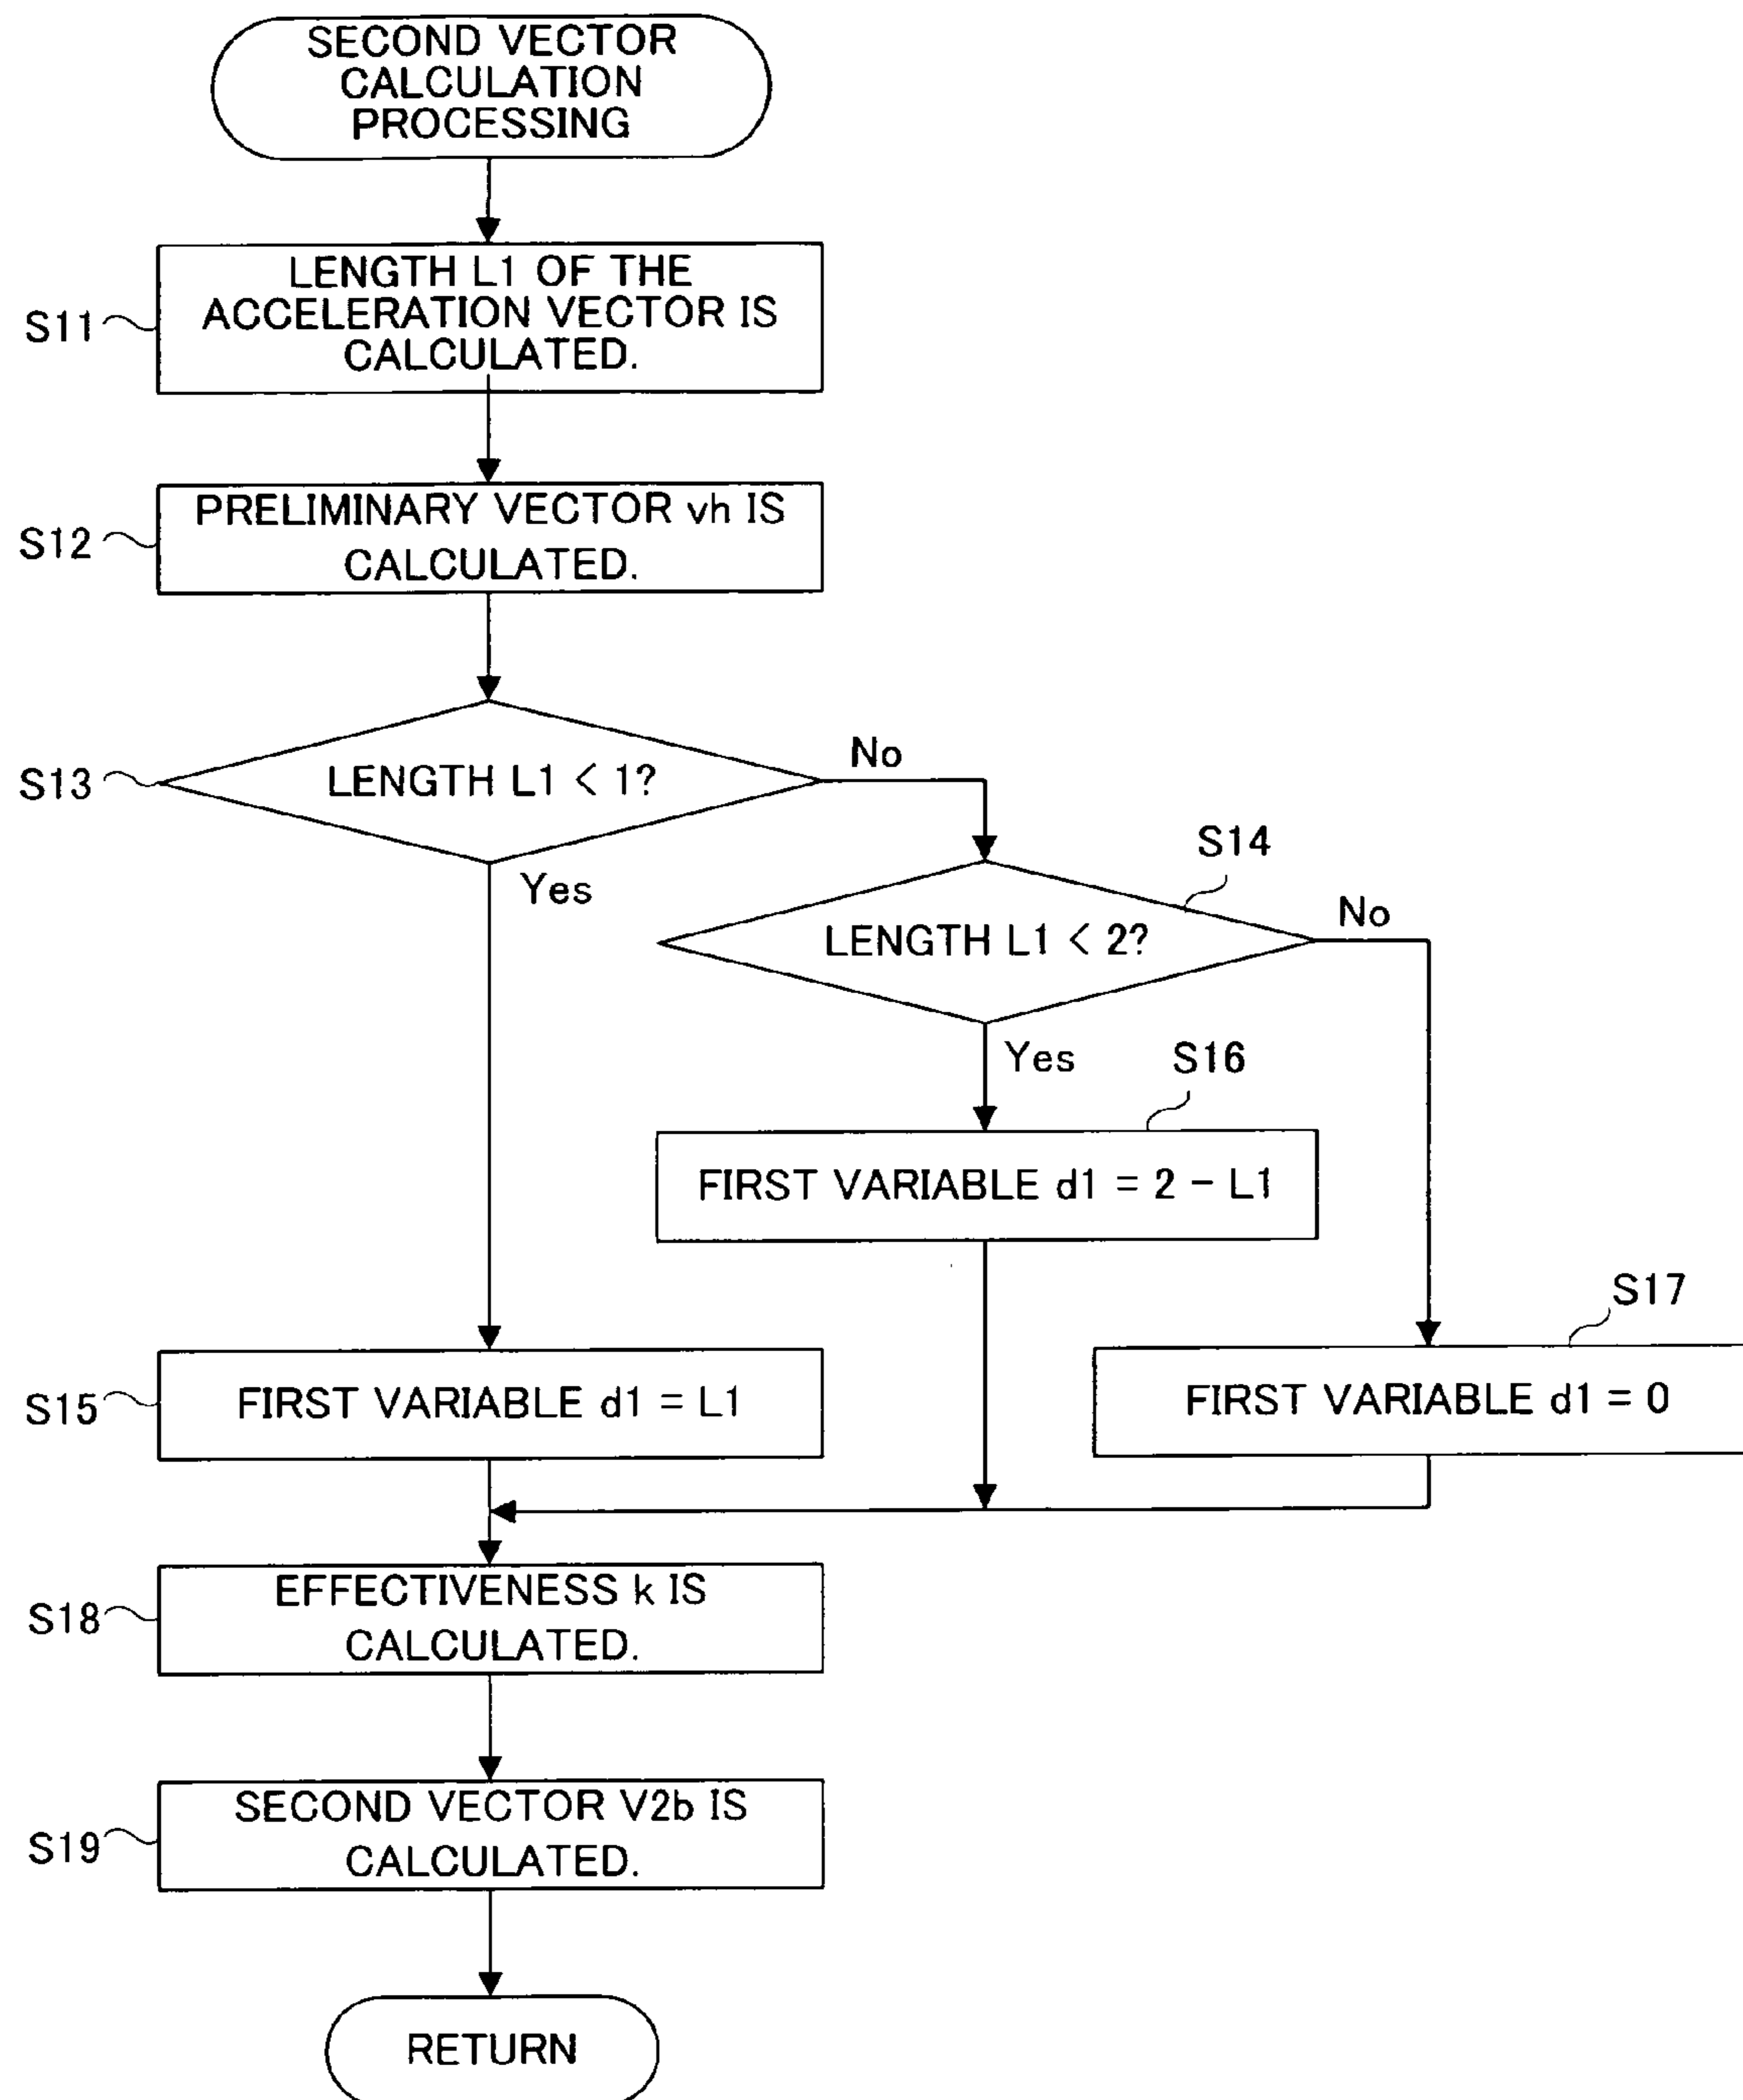 SECOND VECTOR
CALCULATION
PROCESSING
LENGTH L1 OF THE
ACCELERATION VECTOR IS
CALCULATED.
S11
PRELIMINARY VECTOR vh IS
CALCULATED.
S12
LENGTH L1 < 1?
S13
No
Yes
S14
LENGTH L1 < 2?
No
Yes
S16
FIRST VARIABLE d1 = 2 - L1
S17
FIRST VARIABLE d1 = 0
S15
FIRST VARIABLE d1 = L1
EFFECTIVENESS k IS
CALCULATED.
S18
SECOND VECTOR V2b IS
CALCULATED.
S19
RETURN